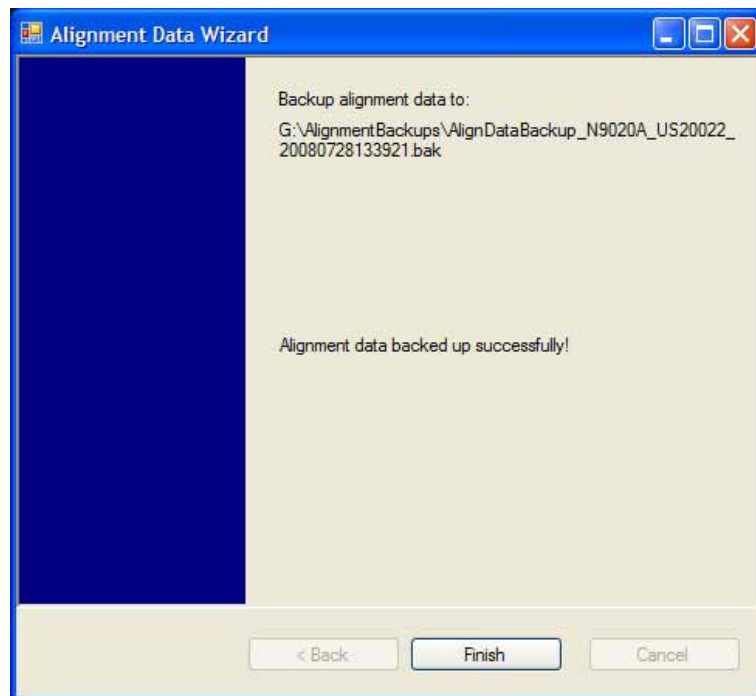 Alignment Data Wizard
Backup alignment data to:
G:\AlignmentBackups\AlignDataBackup_N9020A_US20022_
20080728133921.bak
Alignment data backed up successfully!
< Back
Finish
Cancel